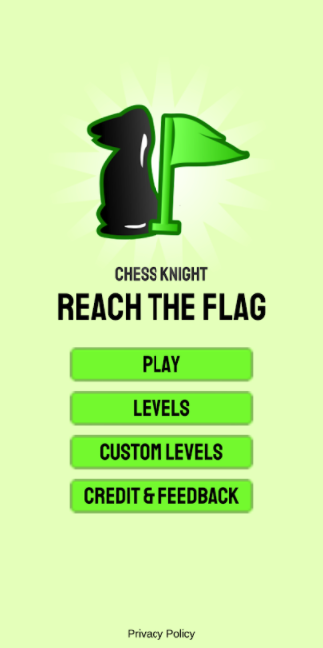 CHESS KNIGHT
REACH THE FLAG
PLAY
LEVELS
CUSTOM LEVELS
CREDIT & FEEDBACK
Privacy Policy